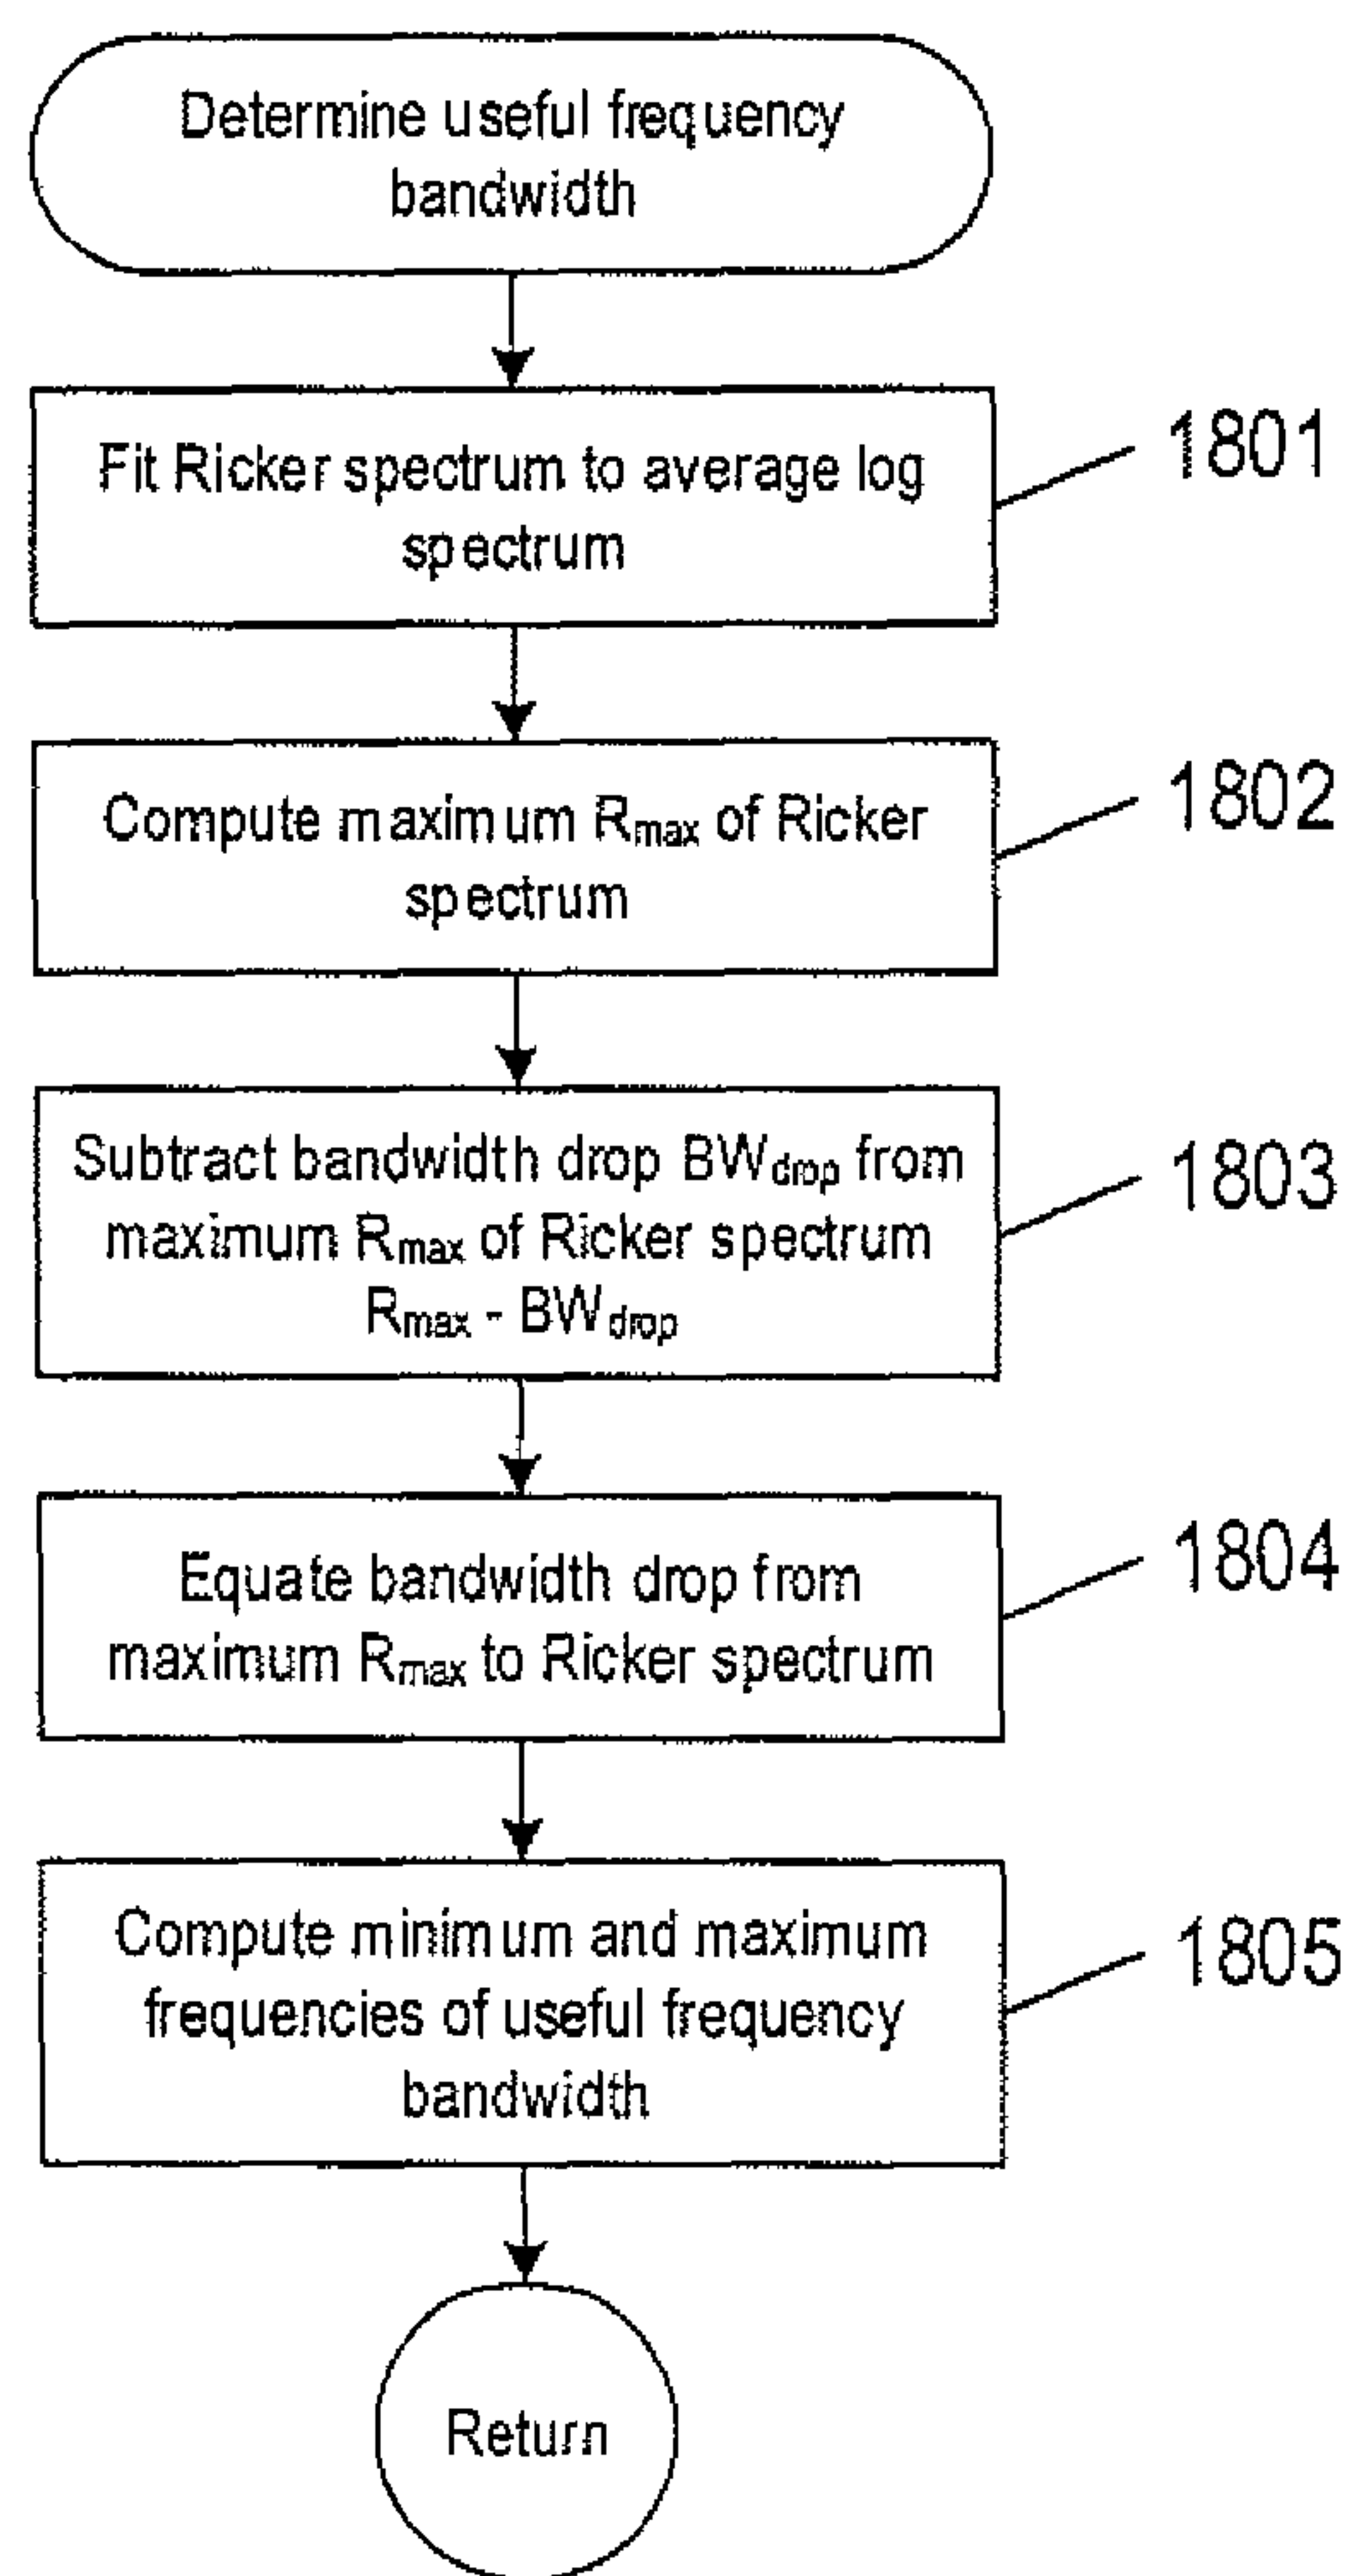 Determine useful frequency
bandwidth
Fit Ricker spectrum to average log
spectrum
1801
Compute maximum Rmax of Ricker
spectrum
1802
Subtract bandwidth drop BWdrop from
maximum Rmax of Ricker spectrum
Rmax - BWdrop
1803
Equate bandwidth drop from
maximum Rmax to Ricker spectrum
1804
Compute minimum and maximum
frequencies of useful frequency
bandwidth
1805
Return